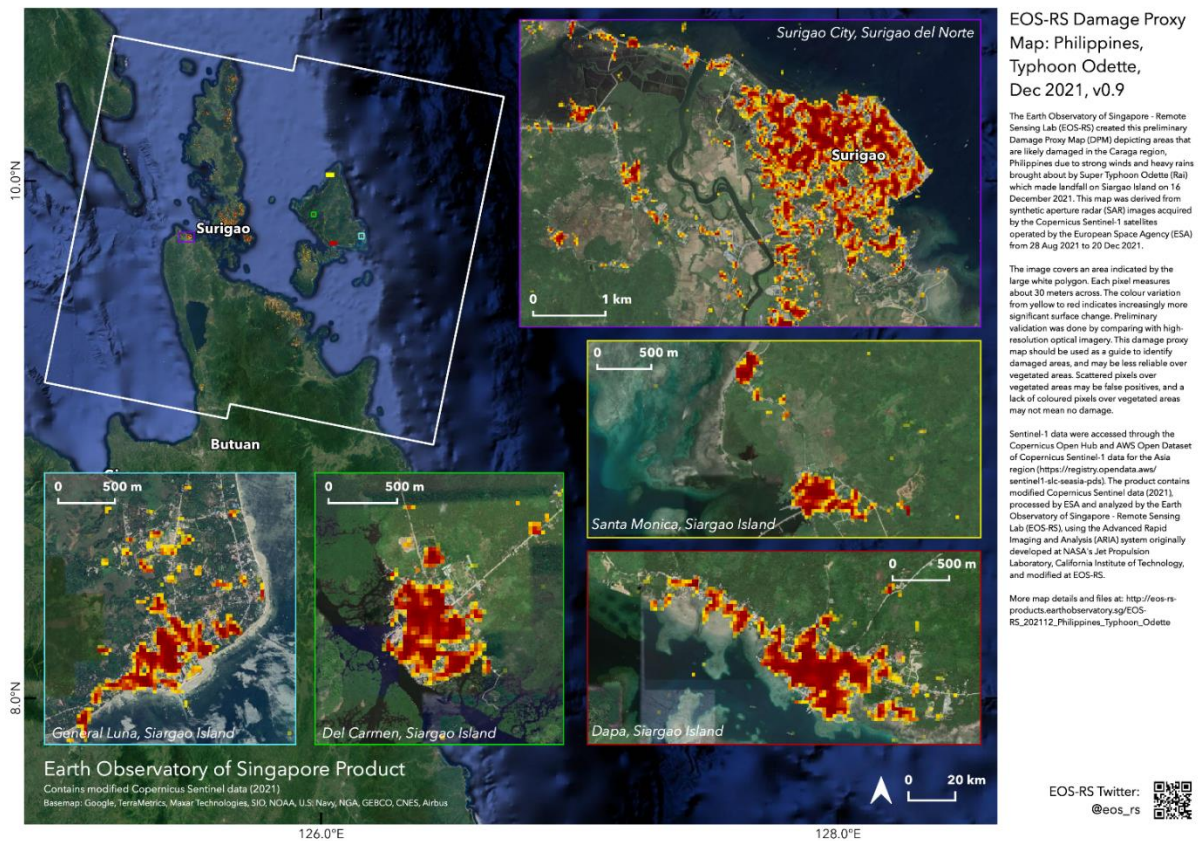 EOS-RS Damage Proxy
Map: Philippines,
Typhoon Odette,
Dec 2021, v0.9
The Earth Observatory of Singapore - Remote
Sensing Lab (EOS-RS) created this preliminary
Damage Proxy Map (DPM) depicting areas that
are likely damaged in the Caraga region,
Philippines due to strong winds and heavy rains
brought about by Super Typhoon Odette (Rai)
which made landfall on Siargao Island on 16
December 2021. This map was derived from
synthetic aperture radar (SAR) images acquired
by the Copernicus Sentinel-1 satellites
operated by the European Space Agency (ESA)
from 28 Aug 2021 to 20 Dec 2021.
The image covers an area indicated by the
large white polygon. Each pixel measures
about 30 meters across. The colour variation
from yellow to red indicates increasingly more
significant surface change. Preliminary
validation was done by comparing with high-
resolution optical imagery. This damage proxy
map should be used as a guide to identify
damaged areas, and may be less reliable over
vegetated areas. Scattered pixels over
vegetated areas may be false positives, and a
lack of coloured pixels over vegetated areas
may not mean no damage.
Sentinel-1 data were accessed through the
Copernicus Open Hub and AWS Open Dataset
of Copernicus Sentinel-1 data for the Asia
region (https://registry.opendata.aws/
sentinel1-slc-seasia-pds). The product contains
modified Copernicus Sentinel data (2021),
processed by ESA and analyzed by the Earth
Observatory of Singapore - Remote Sensing
Lab (EOS-RS), using the Advanced Rapid
Imaging and Analysis (ARIA) system originally
developed at NASA's Jet Propulsion
Laboratory, California Institute of Technology,
and modified at EOS-RS.
More map details and files at: http://eos-rs-
products.earthobservatory.sg/EOS-
RS_202112_Philippines_Typhoon_Odette
EOS-RS Twitter:
@eos_rs
10.0°N
8.0°N
126.0°E
128.0°E
Surigao
Butuan
Surigao City, Surigao del Norte
Surigao
0 1 km
0 500 m
Santa Monica, Siargao Island
0 500 m
Dapa, Siargao Island
0 500 m
General Luna, Siargao Island
0 500 m
Del Carmen, Siargao Island
Earth Observatory of Singapore Product
Contains modified Copernicus Sentinel data (2021)
Basemap: Google, TerraMetrics, Maxar Technologies, SIO, NOAA, U.S. Navy, NGA, GEBCO, CNES, Airbus
0 20 km